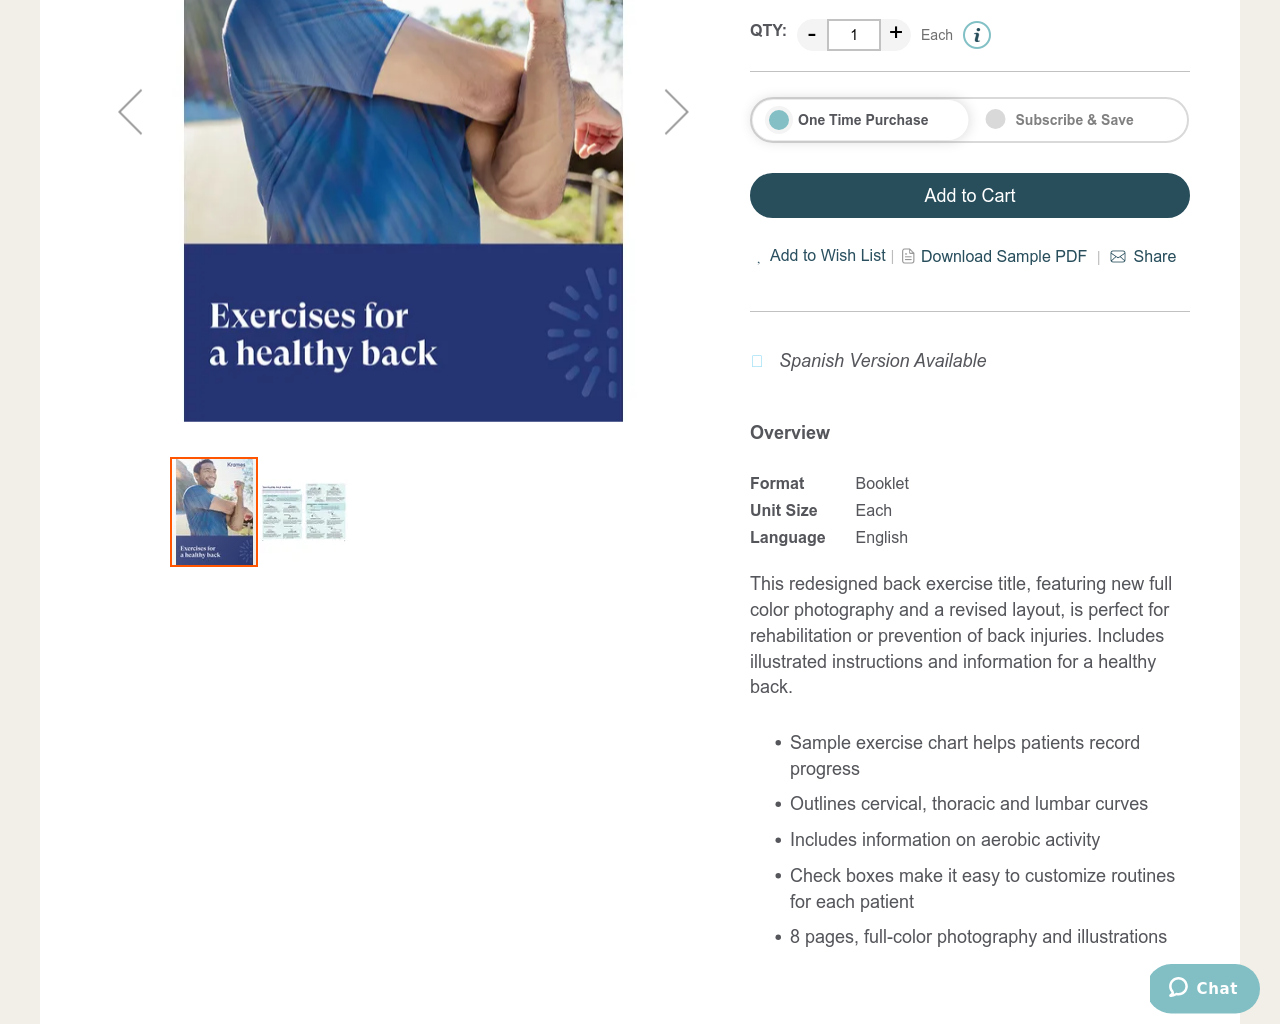 QTY:
-
1
+
Each
i
One Time Purchase
Subscribe & Save
Add to Cart
Add to Wish List | Download Sample PDF | Share
Exercises for
a healthy back
Spanish Version Available
Overview
Krames
Exercises for
a healthy back
Format Booklet
Unit Size Each
Language English
This redesigned back exercise title, featuring new full
color photography and a revised layout, is perfect for
rehabilitation or prevention of back injuries. Includes
illustrated instructions and information for a healthy
back.
• Sample exercise chart helps patients record
progress
• Outlines cervical, thoracic and lumbar curves
• Includes information on aerobic activity
• Check boxes make it easy to customize routines
for each patient
• 8 pages, full-color photography and illustrations
Chat